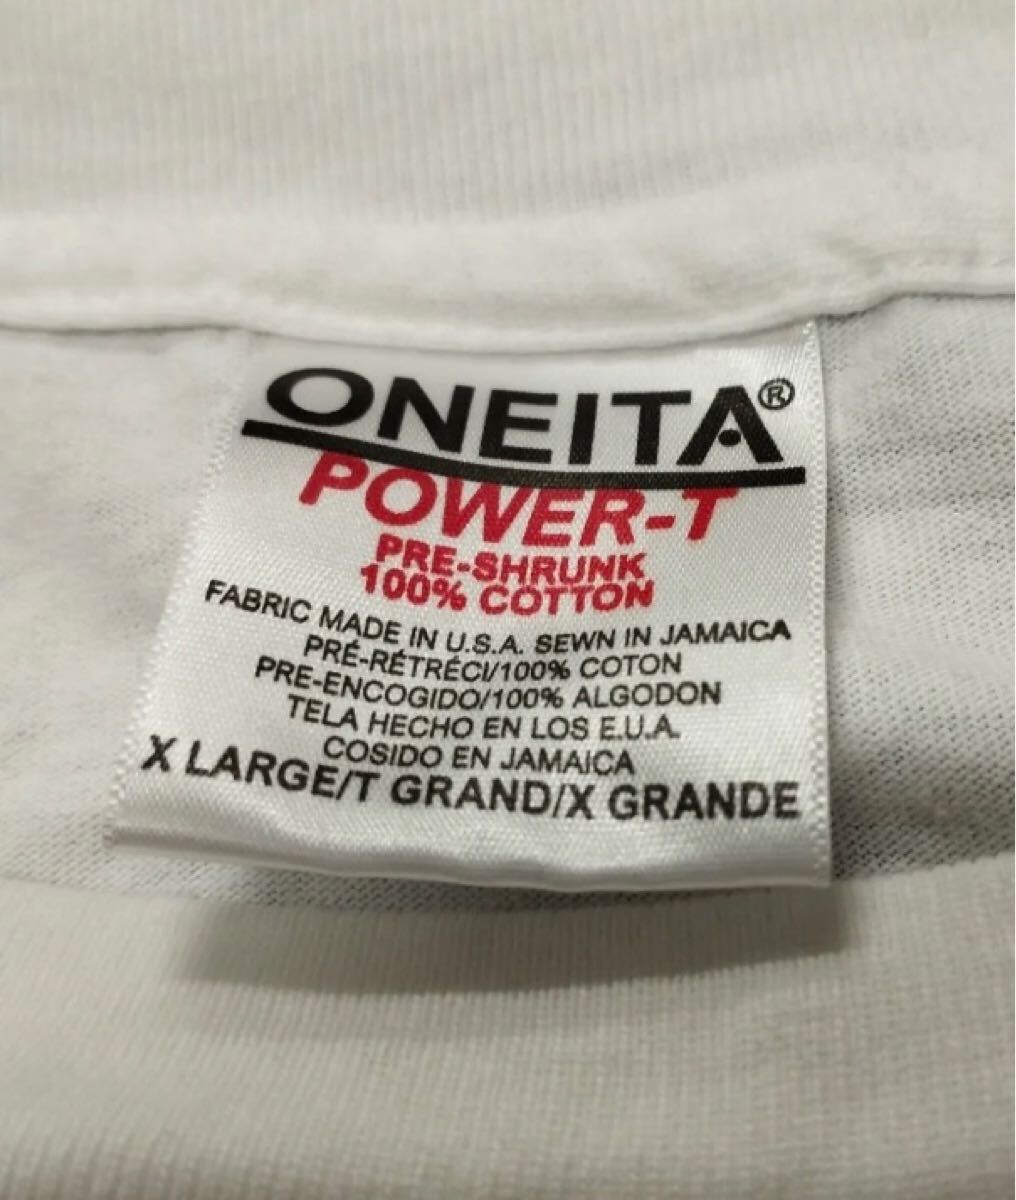 ONEITA®
POWER-T
PRE-SHRUNK
100% COTTON
FABRIC MADE IN U.S.A. SEWN IN JAMAICA
PRÉ-RÉTRÉCI/100% COTON
PRE-ENCOGIDO/100% ALGODON
TELA HECHO EN LOS E.U.A.
COSIDO EN JAMAICA
X LARGE/T GRAND/X GRANDE